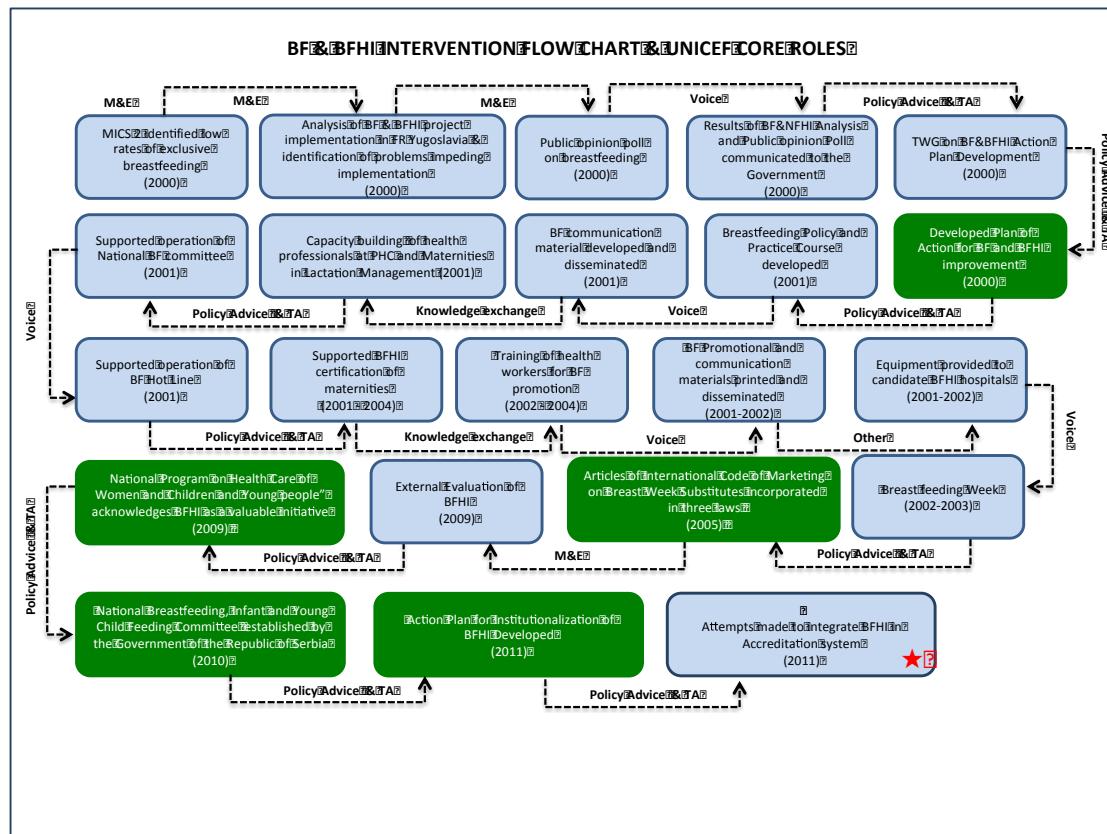 BF & BFHI INTERVENTION FLOW CHART & UNICEF CORE ROLES
M&E
M&E
M&E
Voice
Policy Advice & TA
MICS 2 identified low
rates of exclusive
breastfeeding
(2000)
Analysis of BF & BFHI project
implementation in FR Yugoslavia &
identification of problems impeding
implementation
(2000)
Public opinion poll
on breastfeeding
(2000)
Results of BF&NFHI Analysis
and Public opinion Poll
communicated to the
Government
(2000)
TWG on BF&BFHI Action
Plan Development
(2000)
Policy Advice & TA
Supported operation of
National BF committee
(2001)
Capacity building of health
professionals at PHC and Maternities
in Lactation Management (2001)
BF communication
material developed and
disseminated
(2001)
Breastfeeding Policy and
Practice Course
developed
(2001)
Developed Plan of
Action for BF and BFHI
improvement
(2000)
Policy Advice & TA
Knowledge exchange
Voice
Policy Advice & TA
Voice
Supported operation of
BF Hot Line
(2001)
Supported BFHI
certification of
maternities
(2001 - 2004)
Training of health
workers for BF
promotion
(2002 - 2004)
BF Promotional and
communication
materials printed and
disseminated
(2001-2002)
Equipment provided to
candidate BFHI hospitals
(2001-2002)
Policy Advice & TA
Knowledge exchange
Voice
Other
Voice
National Program on Health Care of
Women and Children and Young people"
acknowledges BFHI as a valuable initiative
(2009)
External Evaluation of
BFHI
(2009)
Articles of International Code of Marketing
on Breast Week Substitutes incorporated
in three laws
(2005)
Breast feeding Week
(2002-2003)
Policy Advice & TA
M&E
Policy Advice & TA
Policy Advice & TA
National Breastfeeding, Infant and Young
Child Feeding Committee established by
the Government of the Republic of Serbia
(2010)
Action Plan for Institutionalization of
BFHI Developed
(2011)
Attempts made to integrate BFHI in
Accreditation system
(2011)
Policy Advice & TA
Policy Advice & TA